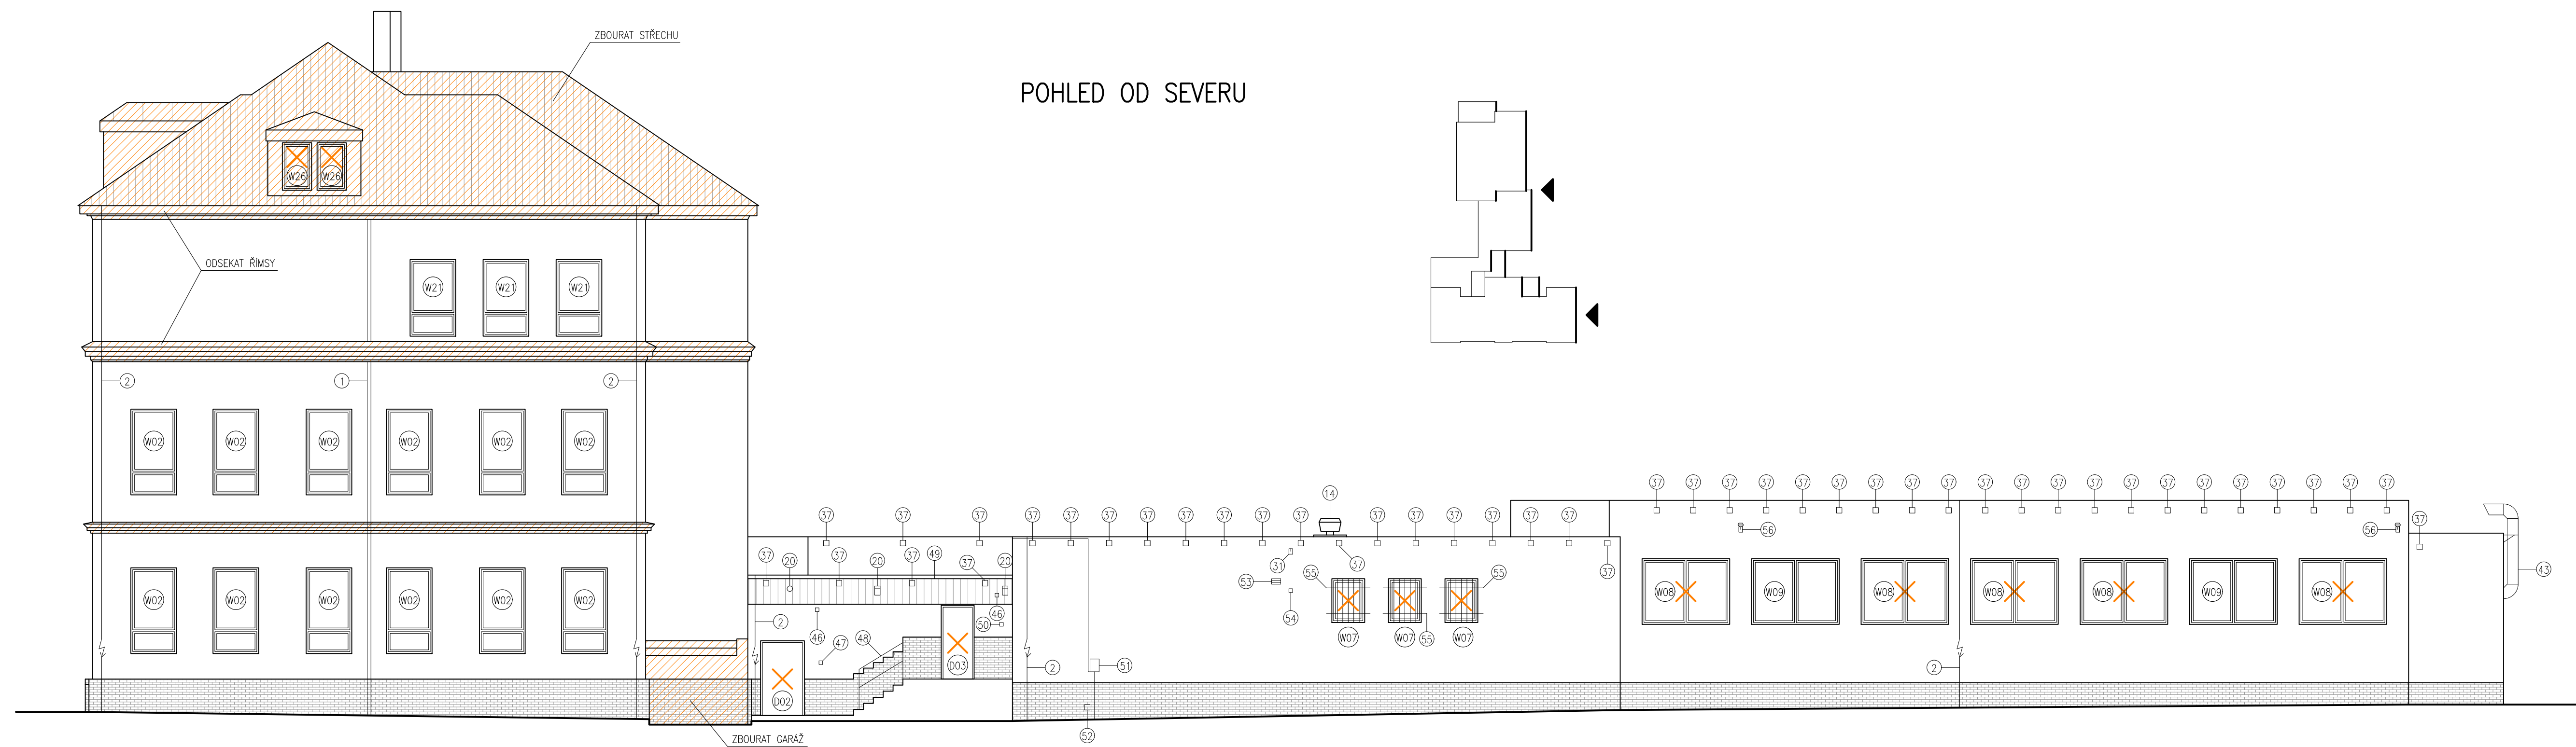 ZBOURAT STŘECHU
POHLED OD SEVERU
W26 W26
ODSEKAT ŘÍMSY
W21 W21 W21
2 1 2
W02 W02 W02 W02 W02 W02
37 37 37 37 37 37 37 37 37 37 37 37 37 37 37 37 37 37 37 37 37
14
37 37 37 37 37 37 37 37 37 37 37 37 37 37 37 37 37 37
56 56
37 20 37 37 49 37 20
31 37 37
43
53 55 55
W02 W02 W02 W02 W02 W02
W08 W09 W08 W08 W08 W09 W08
46 54
2 46 47 48 50
W07 W07 55 W07
D03
51
2 2
D02
52
ZBOURAT GARÁŽ